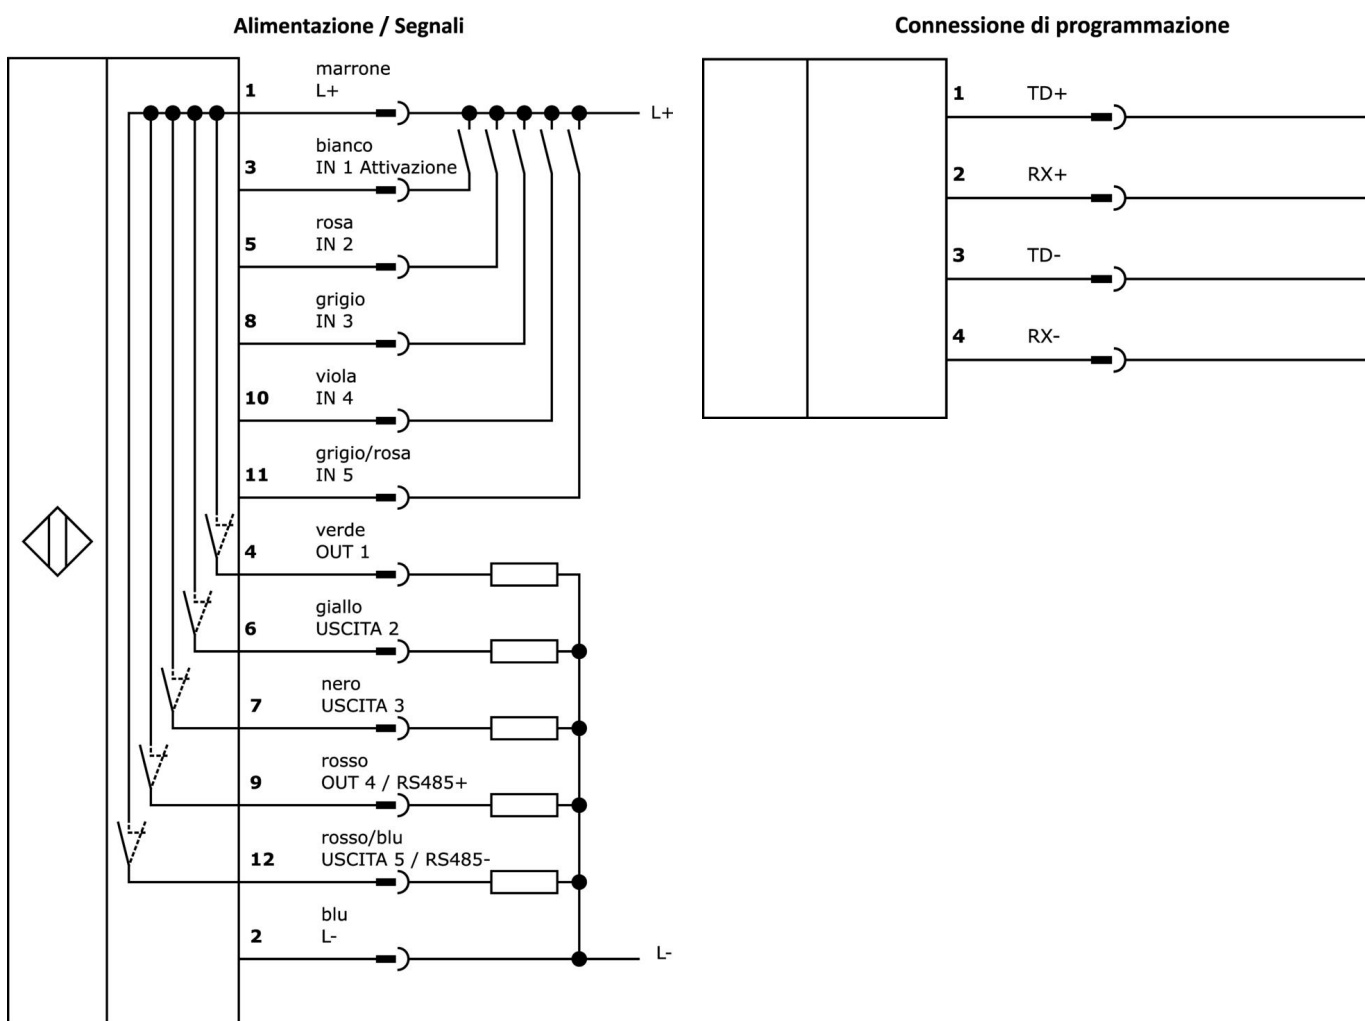 Alimentazione / Segnali
marrone
1 L+
L+
bianco
3 IN 1 Attivazione
rosa
5 IN 2
grigio
8 IN 3
viola
10 IN 4
grigio/rosa
11 IN 5
verde
4 OUT 1
giallo
6 USCITA 2
nero
7 USCITA 3
rosso
9 OUT 4 / RS485+
rosso/blu
12 USCITA 5 / RS485-
blu
2 L-
L-
Connessione di programmazione
1 TD+
2 RX+
3 TD-
4 RX-